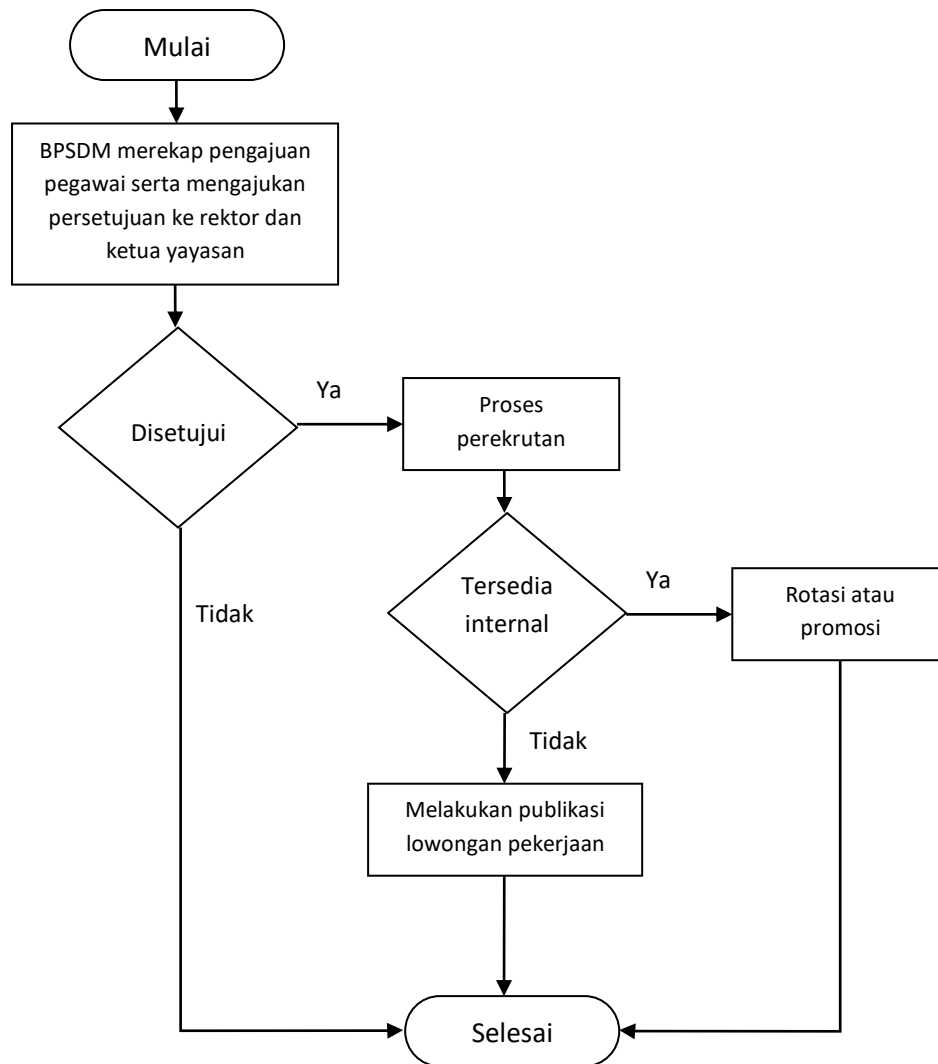 Mulai
BPSDM merekap pengajuan
pegawai serta mengajukan
persetujuan ke rektor dan
ketua yayasan
Disetujui
Ya
Proses
perekrutan
Tidak
Tersedia
internal
Ya
Rotasi atau
promosi
Tidak
Melakukan publikasi
lowongan pekerjaan
Selesai